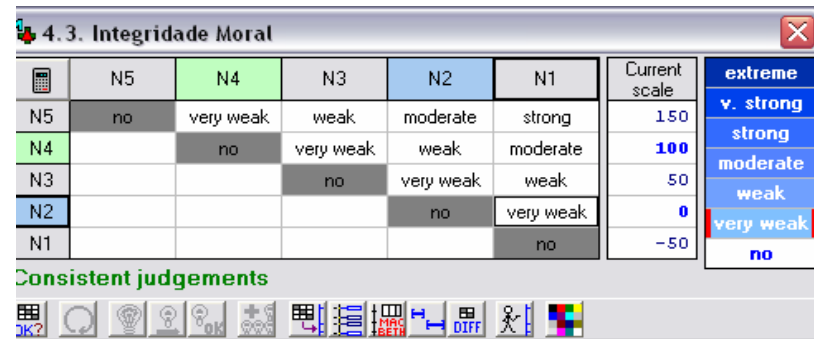 4.3. Integridade Moral
N5 N4 N3 N2 N1 Current scale extreme
N5 no very weak weak moderate strong 150 v. strong
N4 no very weak weak moderate 100 strong
N3 no very weak weak 50 moderate
N2 no very weak 0 weak
N1 no -50 very weak
no
Consistent judgements
OK? OK MAC BETH DIFF